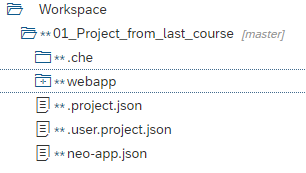 Workspace
**01_Project_from_last_course [master]
**.che
**webapp
**.project.json
**.user.project.json
**neo-app.json